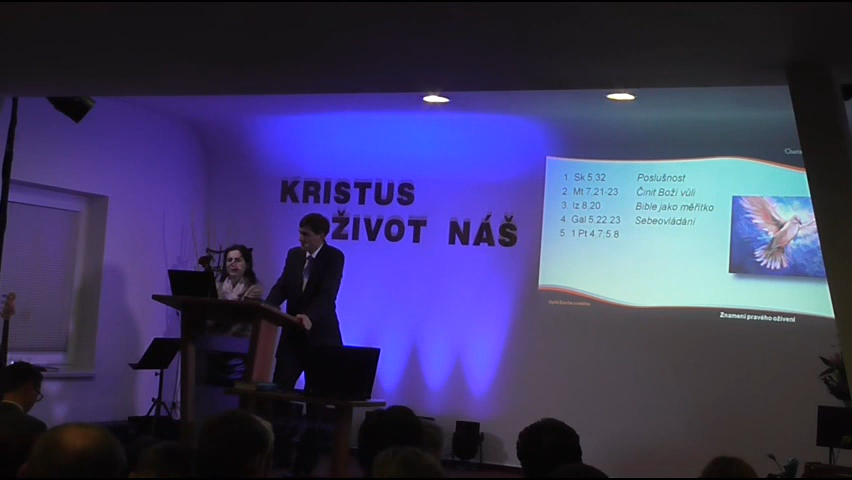 KRISTUS
ŽIVOT NÁŠ
1. Sk 5,32 Poslušnost
2. Mt 7,21-23 Činit Boží vůli
3. Iz 8,20 Bible jako měřítko
4. Gal 5,22.23 Sebeovládání
5. 1 Pt 4,7;5,8
Znamení pravého oživení